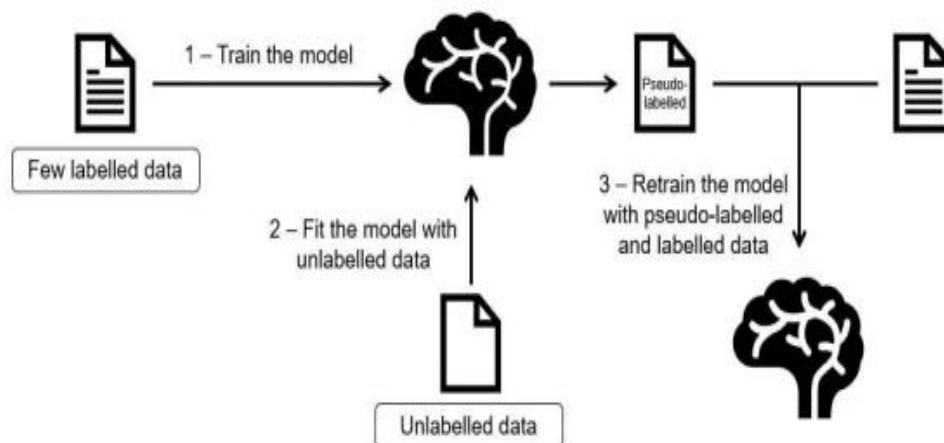 1 – Train the model
Pseudo-
labelled
Few labelled data
2 – Fit the model with
unlabelled data
3 – Retrain the model
with pseudo-labelled
and labelled data
Unlabelled data